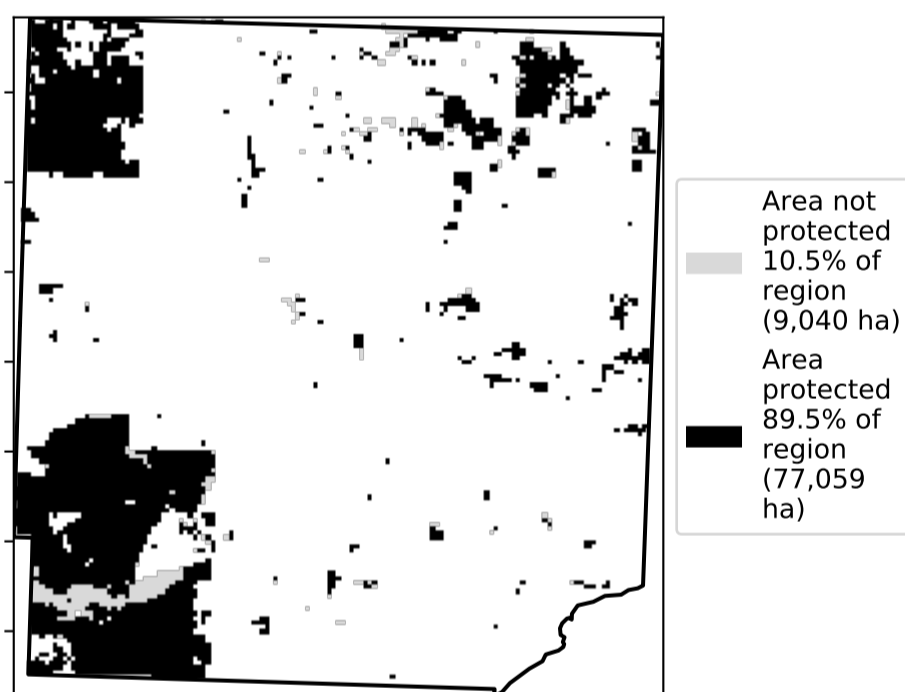 Area not
protected
10.5% of
region
(9,040 ha)
Area
protected
89.5% of
region
(77,059
ha)